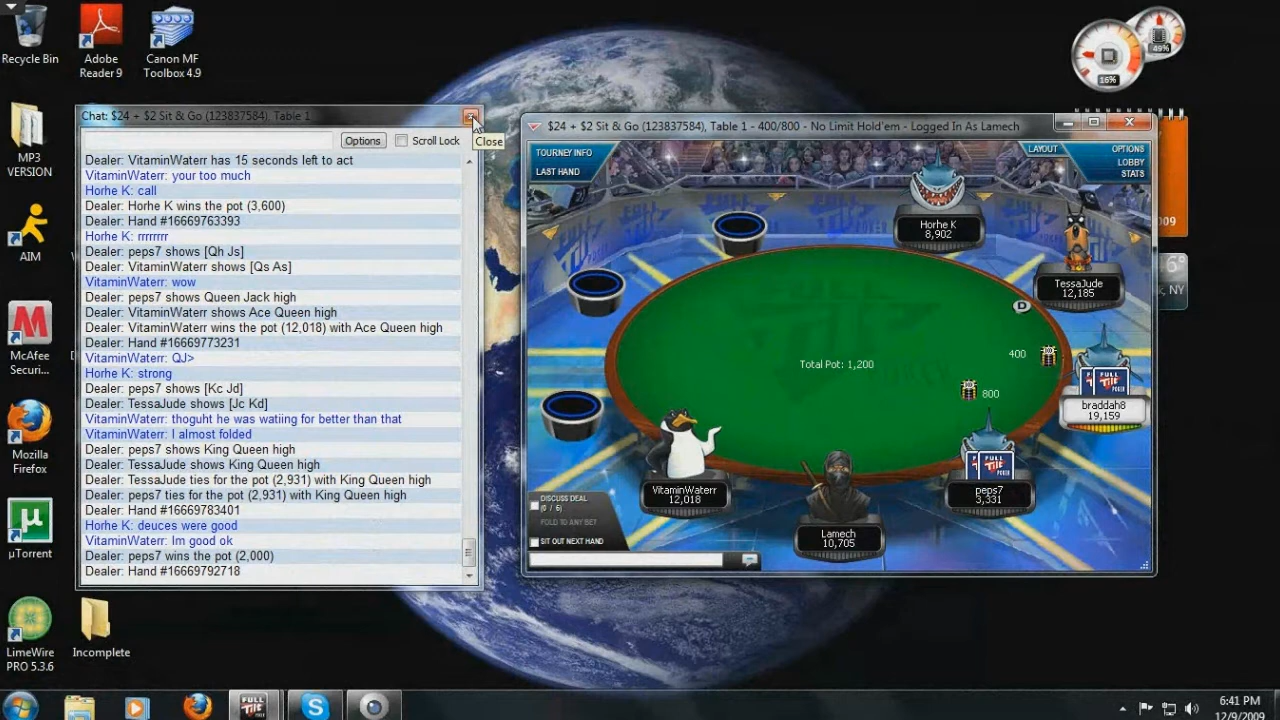 Recycle Bin
Adobe
Reader 9
Canon MF
Toolbox 4.9
MP3
VERSION
AIM
McAfee
Securi...
Mozilla
Firefox
µTorrent
LimeWire
PRO 5.3.6
Incomplete
Chat: $24 + $2 Sit & Go (123837584), Table 1
Close
Options
Scroll Lock
Dealer: VitaminWaterr has 15 seconds left to act
VitaminWaterr: your too much
Horhe K: call
Dealer: Horhe K wins the pot (3,600)
Dealer: Hand #16669763393
Horhe K: rrrrrrrr
Dealer: peps7 shows [Qh Js]
Dealer: VitaminWaterr shows [Qs As]
VitaminWaterr: wow
Dealer: peps7 shows Queen Jack high
Dealer: VitaminWaterr shows Ace Queen high
Dealer: VitaminWaterr wins the pot (12,018) with Ace Queen high
Dealer: Hand #16669773231
VitaminWaterr: QJ>
Horhe K: strong
Dealer: peps7 shows [Kc Jd]
Dealer: TessaJude shows [Jc Kd]
VitaminWaterr: thoguht he was watiing for better than that
VitaminWaterr: I almost folded
Dealer: peps7 shows King Queen high
Dealer: TessaJude shows King Queen high
Dealer: TessaJude ties for the pot (2,931) with King Queen high
Dealer: peps7 ties for the pot (2,931) with King Queen high
Dealer: Hand #16669783401
Horhe K: deuces were good
VitaminWaterr: Im good ok
Dealer: peps7 wins the pot (2,000)
Dealer: Hand #16669792718
$24 + $2 Sit & Go (123837584), Table 1 - 400/800 - No Limit Hold'em - Logged In As Lamech
TOURNEY INFO
LAST HAND
LAYOUT
OPTIONS
LOBBY
STATS
Horhe K
8,902
TessaJude
12,185
400
Total Pot: 1,200
800
FULL
TILT
braddah8
19,159
FULL
TILT
peps7
3,331
VitaminWaterr
12,018
Lamech
10,705
DISCUSS DEAL
(0 / 6)
FOLD TO ANY BET
SIT OUT NEXT HAND
D
16%
49%
009
6°
, NY
FULL
TILT
6:41 PM
12/9/2009